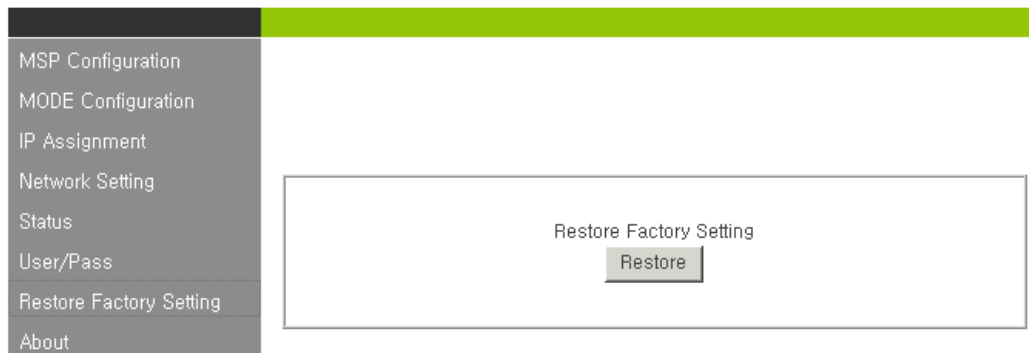 MSP Configuration
MODE Configuration
IP Assignment
Network Setting
Status
User/Pass
Restore Factory Setting
About
Restore Factory Setting
Restore